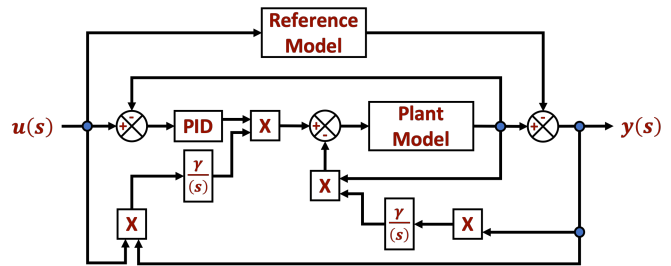 Reference
Model
u(s)
+
-
PID
X
+
-
Plant
Model
+
-
y(s)
γ
(s)
X
X
γ
(s)
X